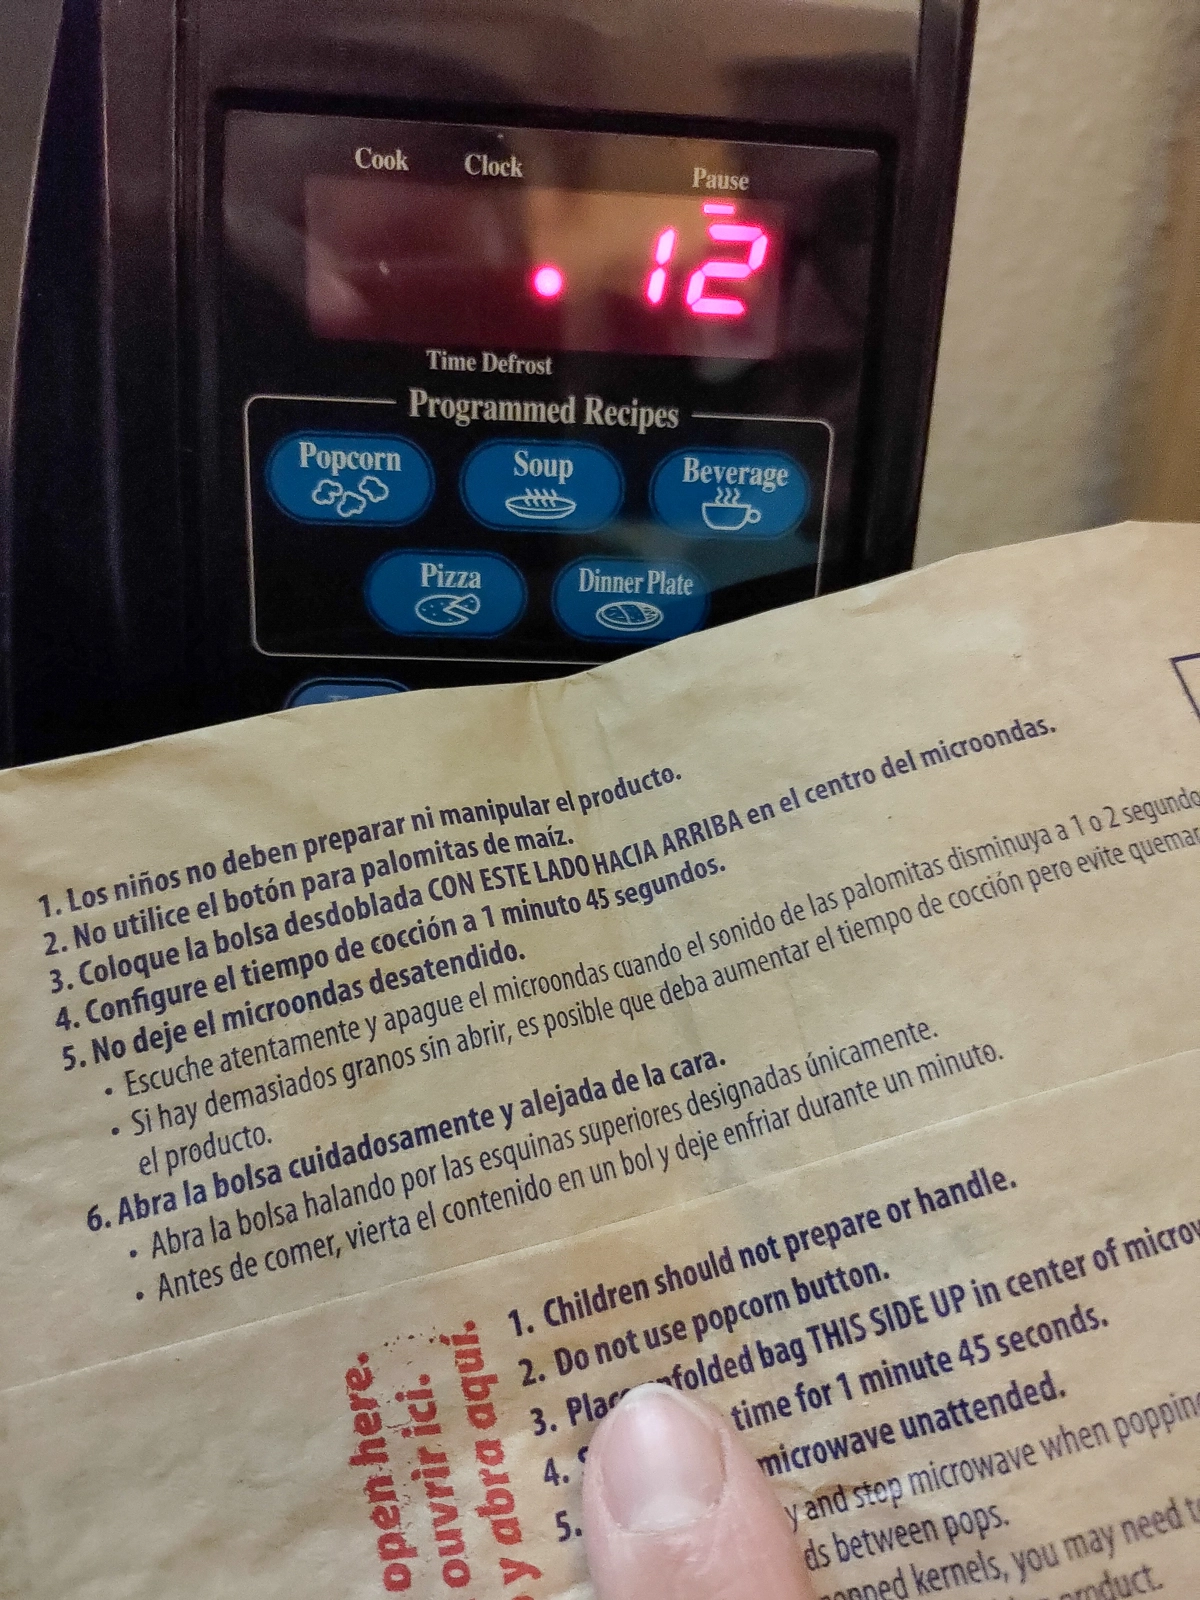 Cook Clock Pause
12
Time Defrost
Programmed Recipes
Popcorn Soup Beverage
Pizza Dinner Plate
1. Los niños no deben preparar ni manipular el producto.
2. No utilice el botón para palomitas de maíz.
3. Coloque la bolsa desdoblada CON ESTE LADO HACIA ARRIBA en el centro del microondas.
4. Configure el tiempo de cocción a 1 minuto 45 segundos.
5. No deje el microondas desatendido.
• Escuche atentamente y apague el microondas cuando el sonido de las palomitas disminuya a 1 o 2 segundo
• Si hay demasiados granos sin abrir, es posible que deba aumentar el tiempo de cocción pero evite quemar
el producto.
6. Abra la bolsa cuidadosamente y alejada de la cara.
• Abra la bolsa halando por las esquinas superiores designadas únicamente.
• Antes de comer, vierta el contenido en un bol y deje enfriar durante un minuto.
1. Children should not prepare or handle.
2. Do not use popcorn button.
3. Place unfolded bag THIS SIDE UP in center of microw
4. time for 1 minute 45 seconds.
5. microwave unattended.
y and stop microwave when popping
ds between pops.
kernels, you may need to
product.
open here.
ouvrir ici.
y abra aquí.